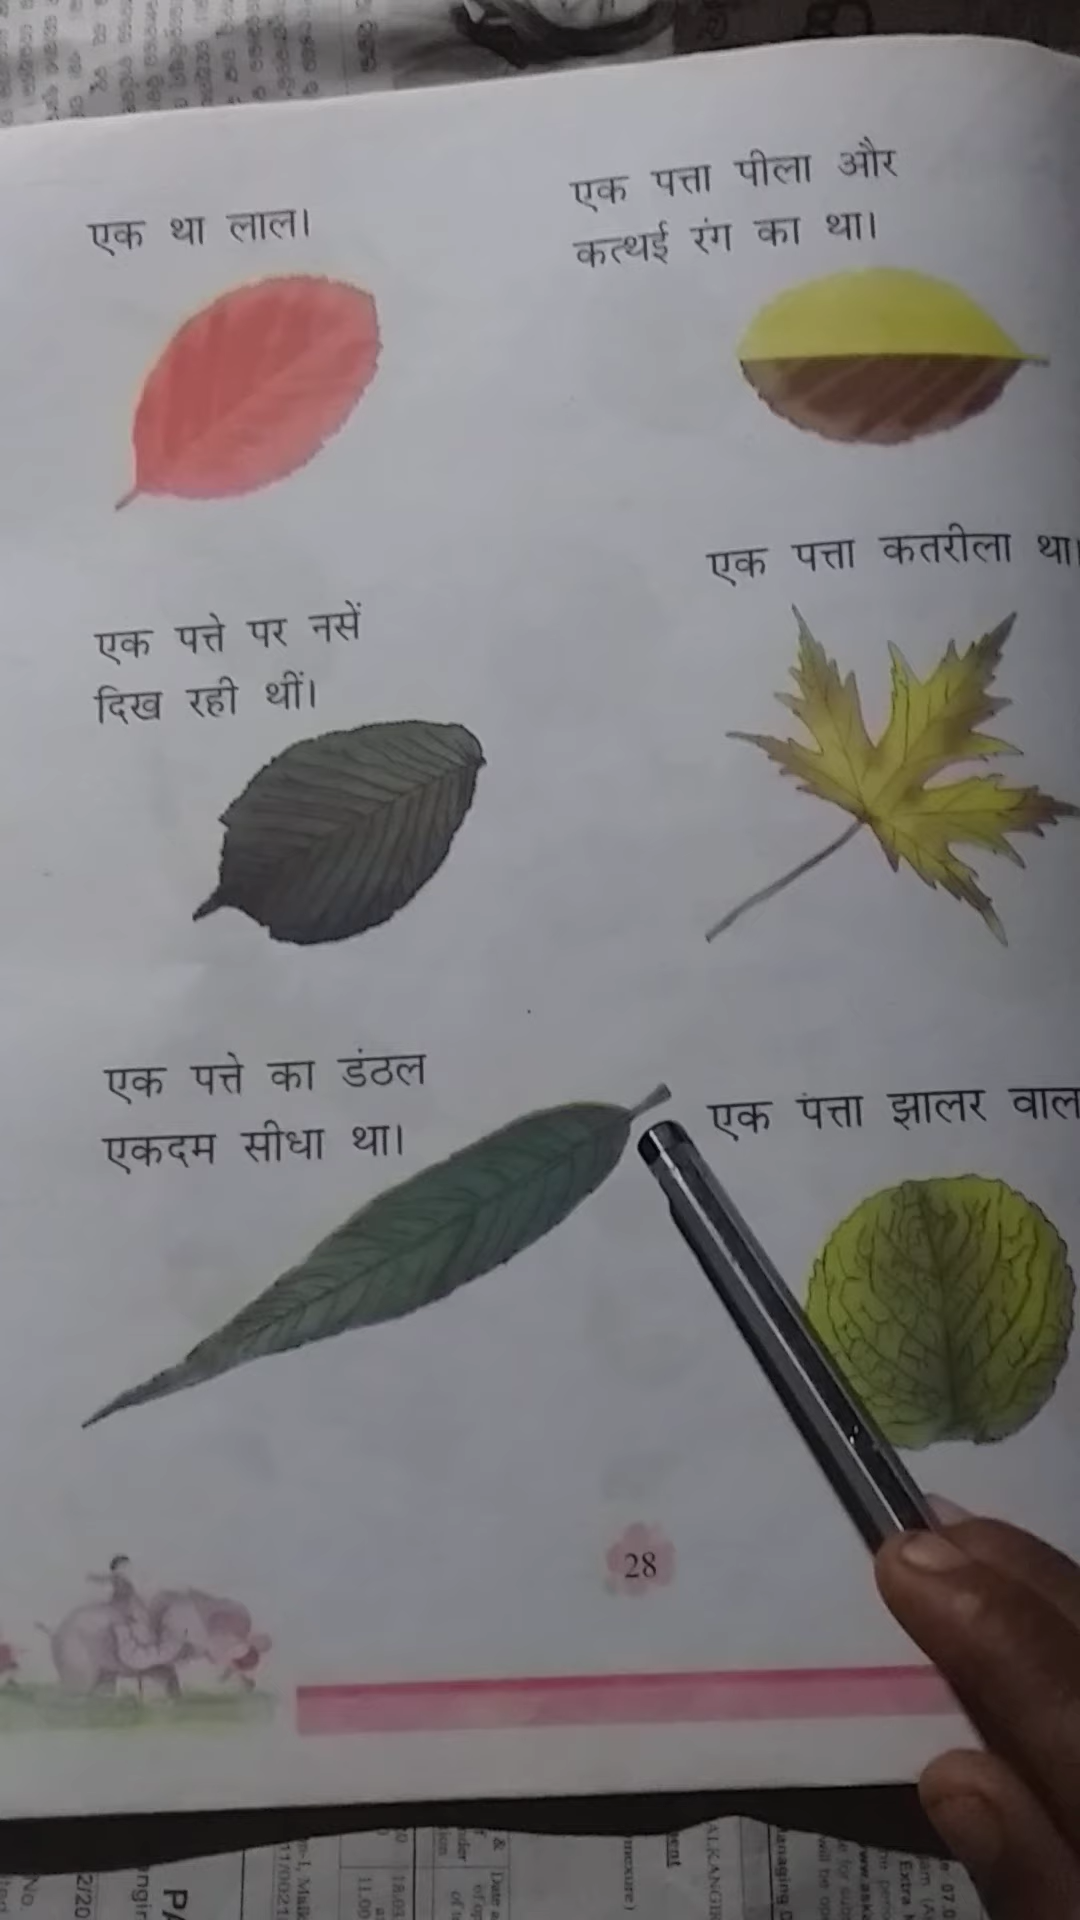 एक था लाल।
एक पत्ता पीला और
कत्थई रंग का था।
एक पत्ते पर नसें
दिख रही थीं।
एक पत्ता कतरीला था।
एक पत्ते का डंठल
एकदम सीधा था।
एक पत्ता झालर वाल
28